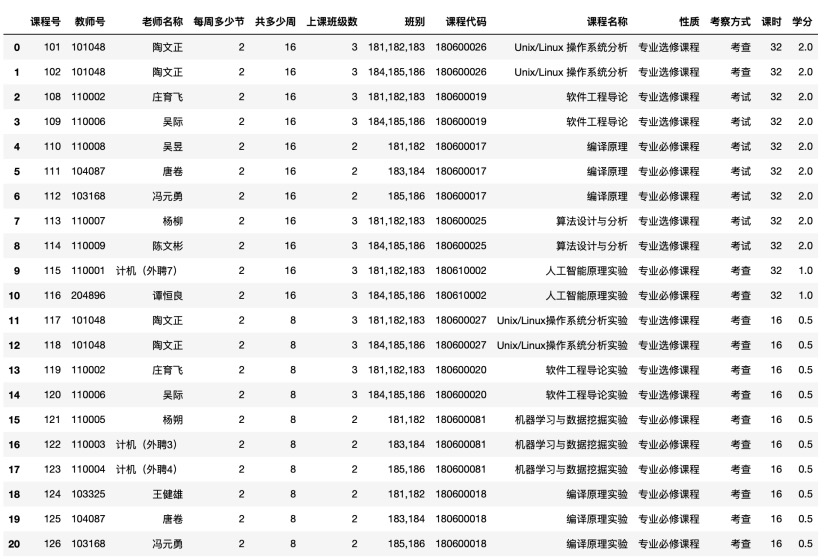 课程号 教师号 老师名称 每周多少节 共多少周 上课班级数 班别 课程代码 课程名称 性质 考察方式 课时 学分
0 101 101048 陶文正 2 16 3 181,182,183 180600026 Unix/Linux 操作系统分析 专业选修课程 考查 32 2.0
1 102 101048 陶文正 2 16 3 184,185,186 180600026 Unix/Linux 操作系统分析 专业选修课程 考查 32 2.0
2 108 110002 庄育飞 2 16 3 181,182,183 180600019 软件工程导论 专业选修课程 考试 32 2.0
3 109 110006 吴际 2 16 3 184,185,186 180600019 软件工程导论 专业选修课程 考试 32 2.0
4 110 110008 吴昱 2 16 2 181,182 180600017 编译原理 专业必修课程 考试 32 2.0
5 111 104087 唐卷 2 16 2 183,184 180600017 编译原理 专业必修课程 考试 32 2.0
6 112 103168 冯元勇 2 16 2 185,186 180600017 编译原理 专业必修课程 考试 32 2.0
7 113 110007 杨柳 2 16 3 181,182,183 180600025 算法设计与分析 专业选修课程 考试 32 2.0
8 114 110009 陈文彬 2 16 3 184,185,186 180600025 算法设计与分析 专业选修课程 考试 32 2.0
9 115 110001 计机（外聘7） 2 16 3 181,182,183 180610002 人工智能原理实验 专业必修课程 考查 32 1.0
10 116 204896 谭恒良 2 16 3 184,185,186 180610002 人工智能原理实验 专业必修课程 考查 32 1.0
11 117 101048 陶文正 2 8 3 181,182,183 180600027 Unix/Linux操作系统分析实验 专业选修课程 考查 16 0.5
12 118 101048 陶文正 2 8 3 184,185,186 180600027 Unix/Linux操作系统分析实验 专业选修课程 考查 16 0.5
13 119 110002 庄育飞 2 8 3 181,182,183 180600020 软件工程导论实验 专业选修课程 考查 16 0.5
14 120 110006 吴际 2 8 3 184,185,186 180600020 软件工程导论实验 专业选修课程 考查 16 0.5
15 121 110005 杨朔 2 8 2 181,182 180600081 机器学习与数据挖掘实验 专业必修课程 考查 16 0.5
16 122 110003 计机（外聘3） 2 8 2 183,184 180600081 机器学习与数据挖掘实验 专业必修课程 考查 16 0.5
17 123 110004 计机（外聘4） 2 8 2 185,186 180600081 机器学习与数据挖掘实验 专业必修课程 考查 16 0.5
18 124 103325 王健雄 2 8 2 181,182 180600018 编译原理实验 专业必修课程 考查 16 0.5
19 125 104087 唐卷 2 8 2 183,184 180600018 编译原理实验 专业必修课程 考查 16 0.5
20 126 103168 冯元勇 2 8 2 185,186 180600018 编译原理实验 专业必修课程 考查 16 0.5